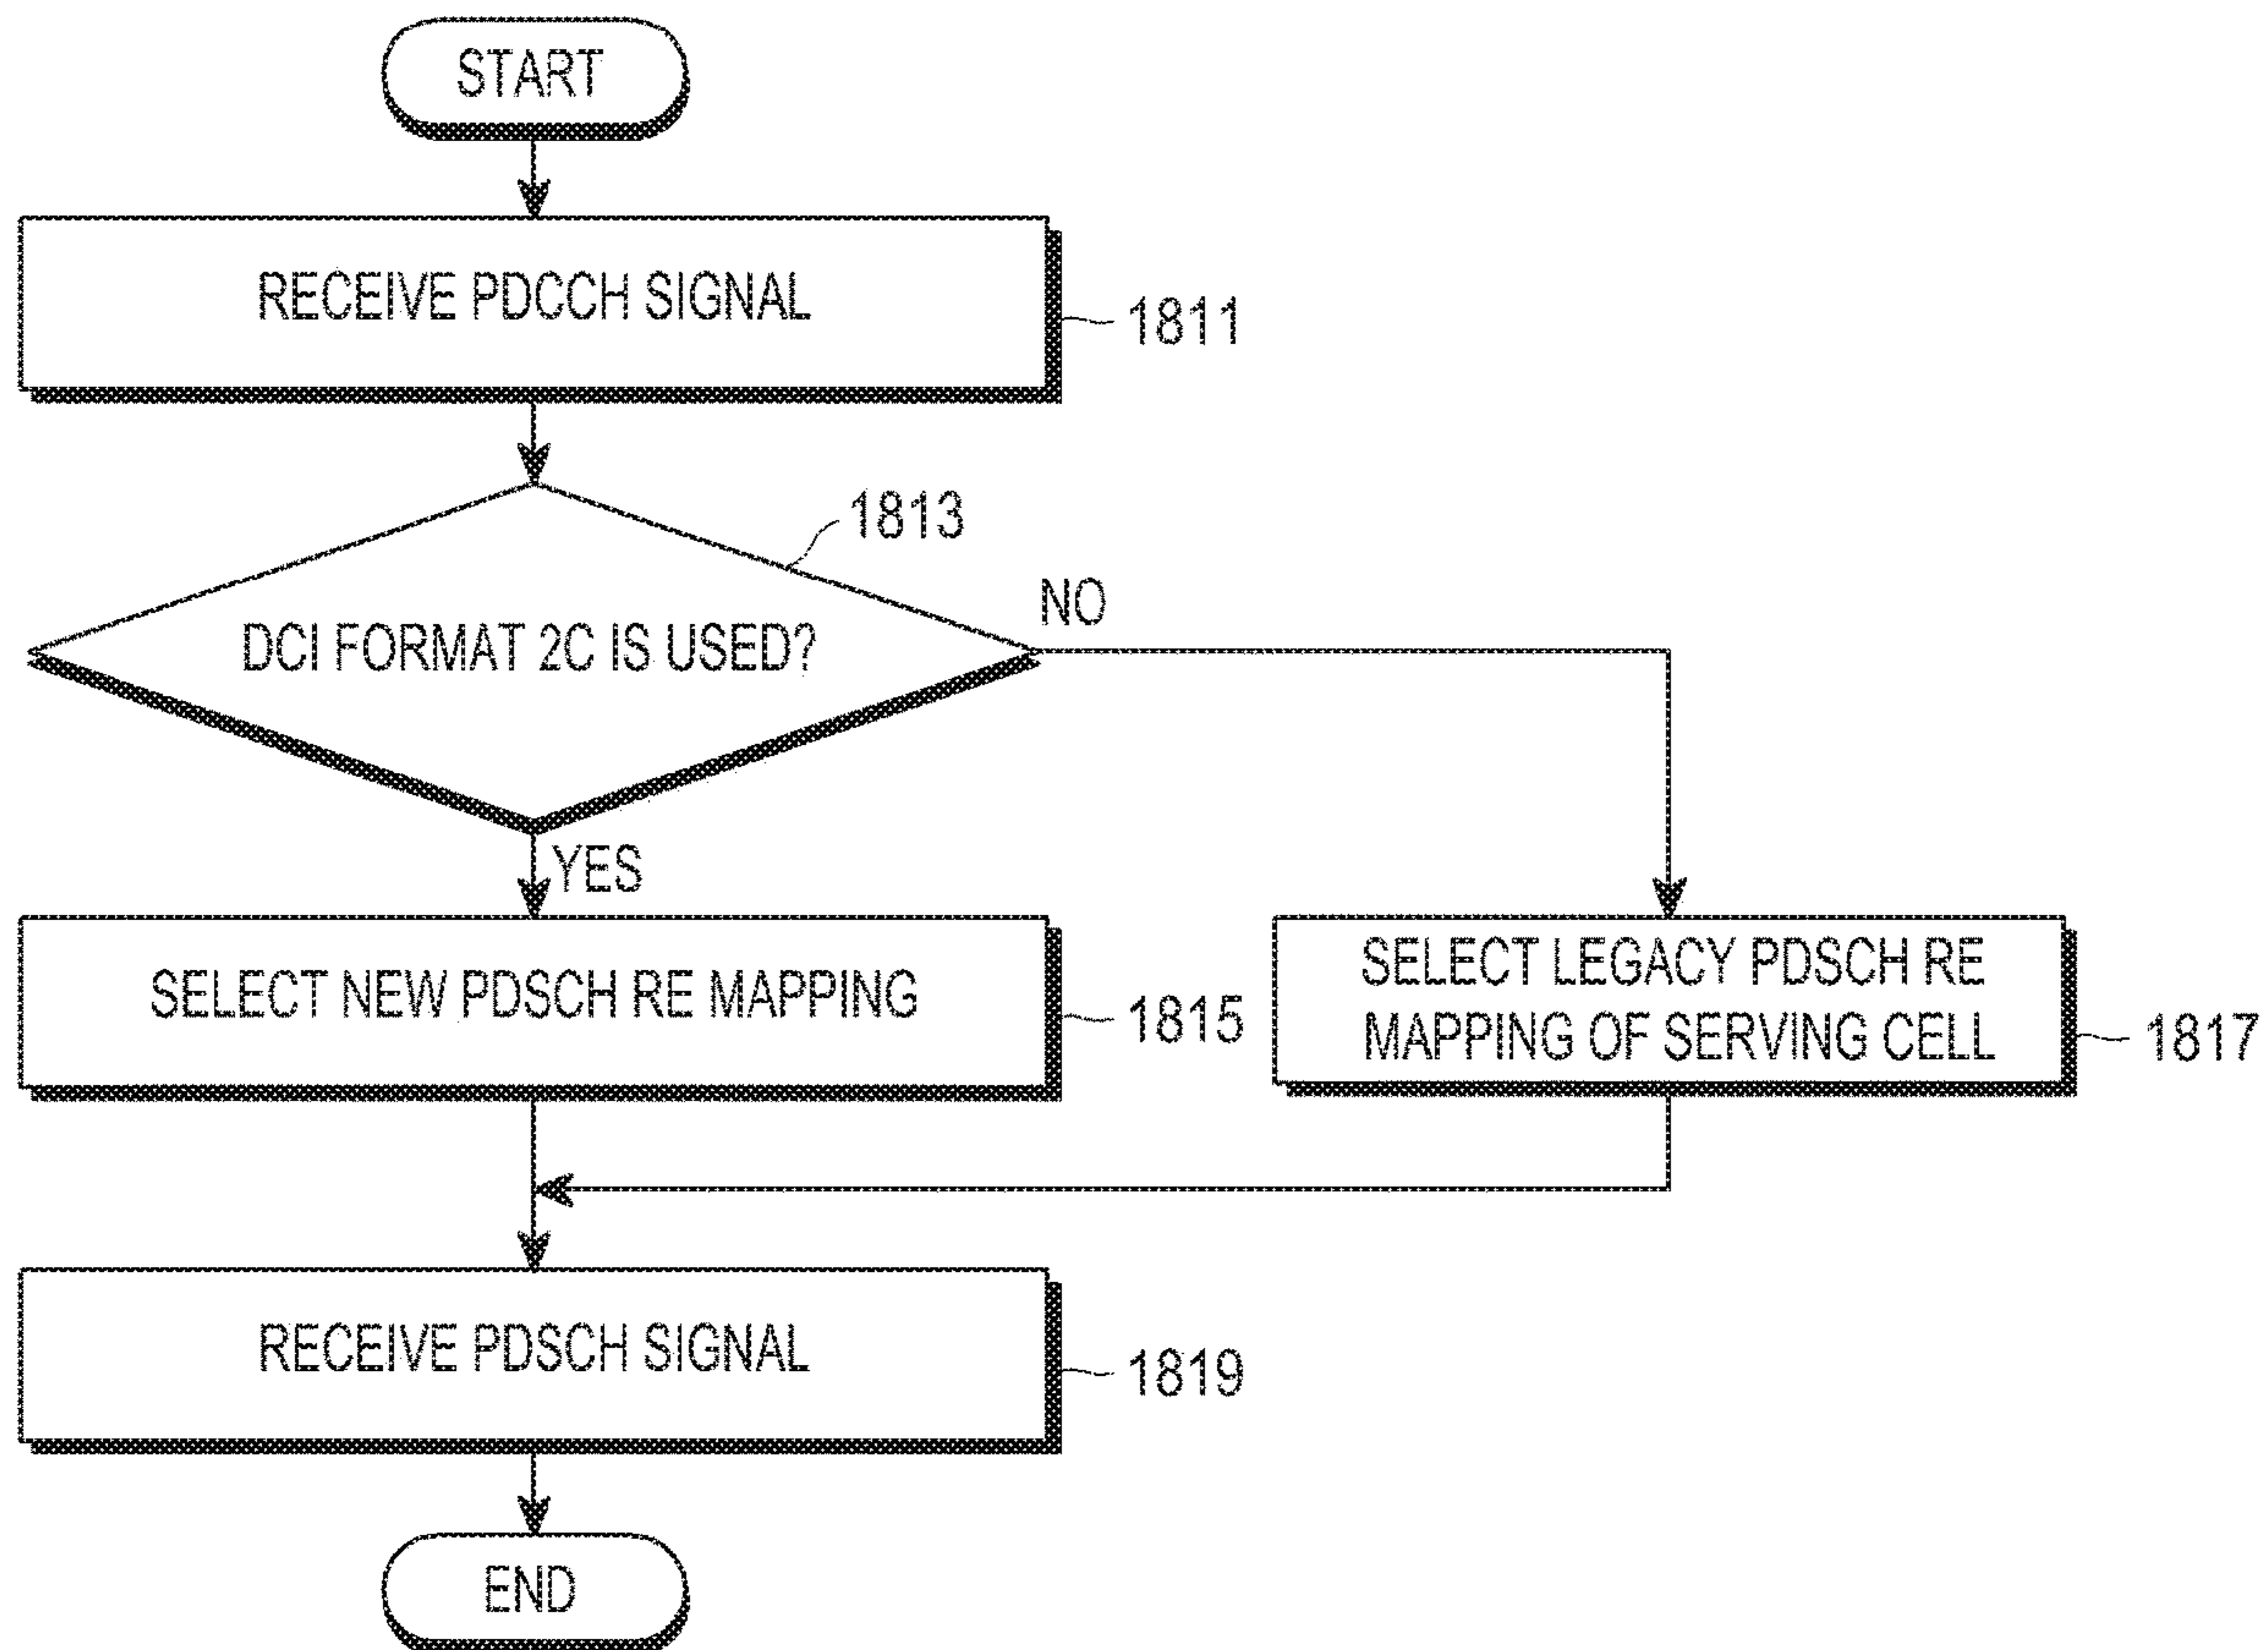 START
RECEIVE PDCCH SIGNAL
1811
1813
DCI FORMAT 2C IS USED?
NO
YES
SELECT NEW PDSCH RE MAPPING
1815
SELECT LEGACY PDSCH RE
MAPPING OF SERVING CELL
1817
RECEIVE PDSCH SIGNAL
1819
END